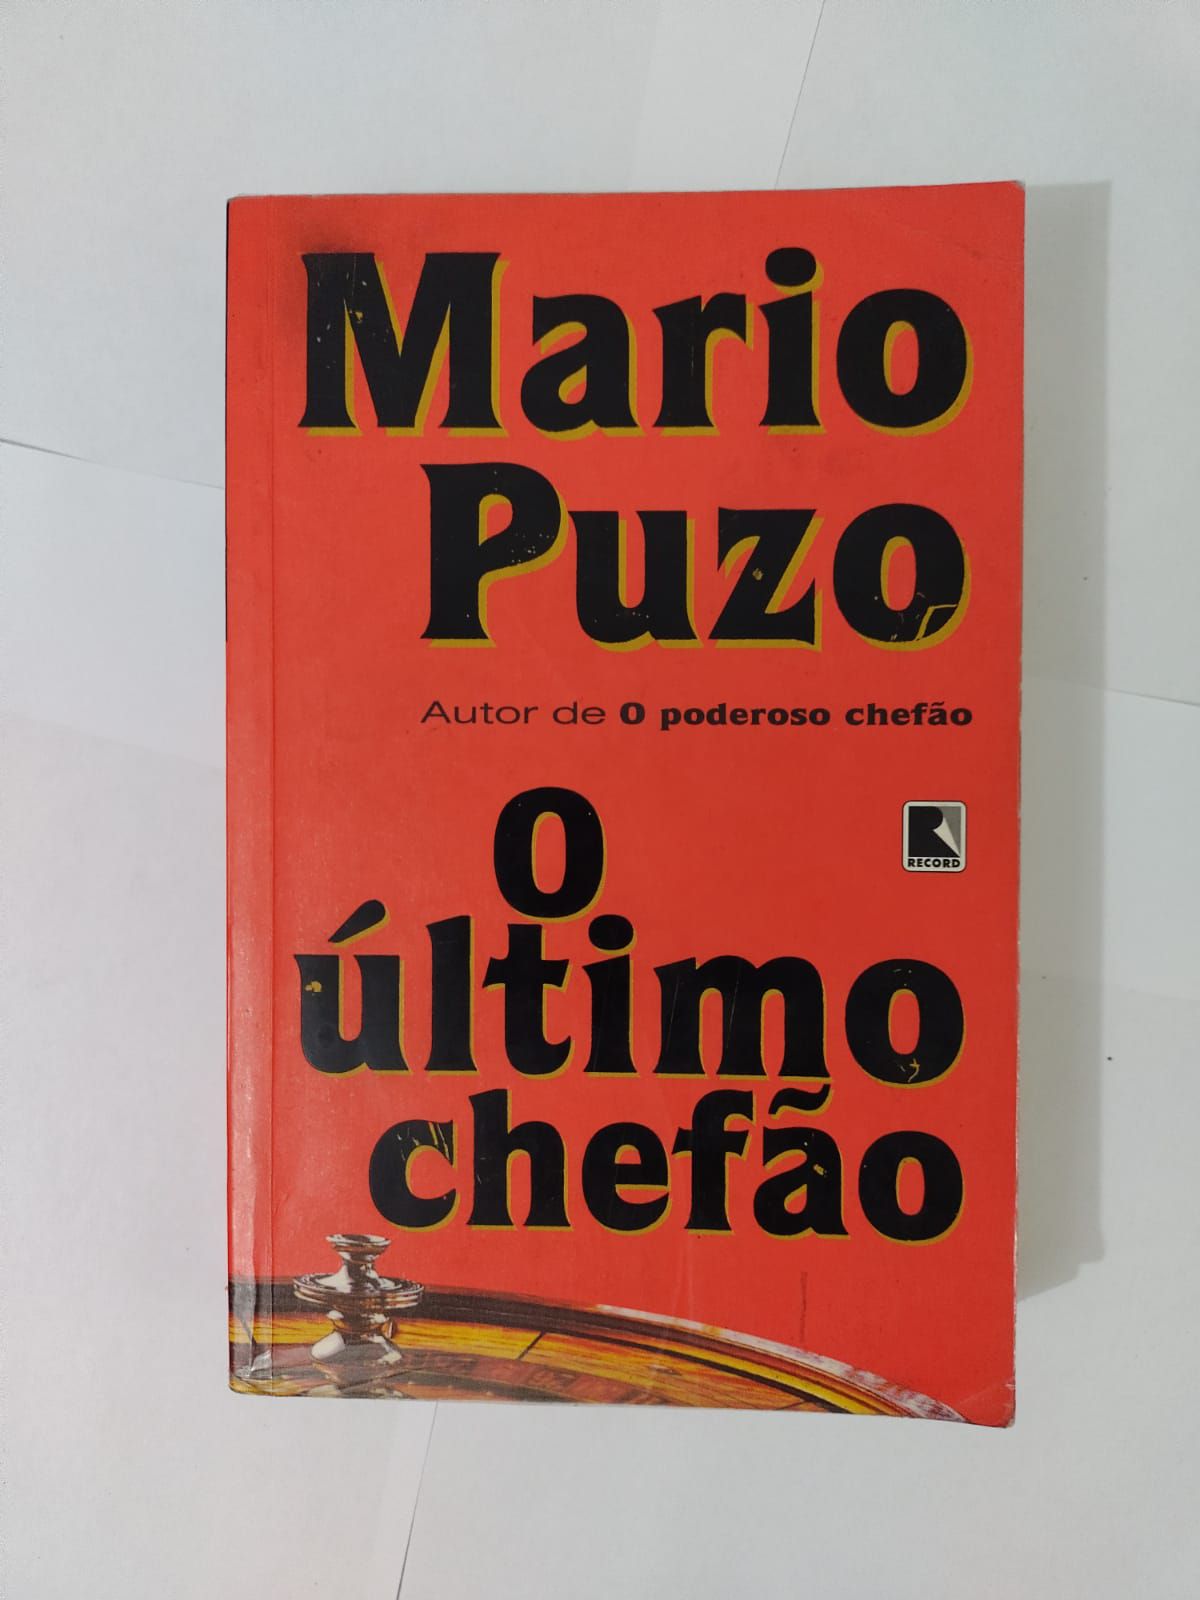 Mario
Puzo
Autor de O poderoso chefão
RECORD
O
último
chefão